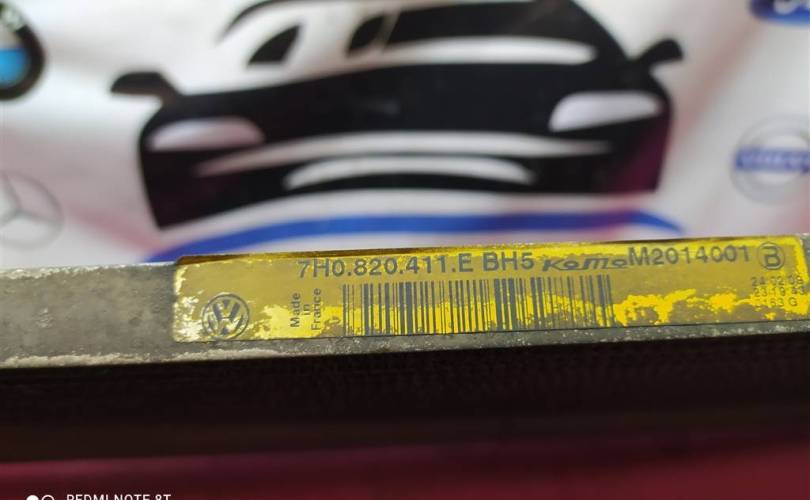 7H0.820.411.E BH5 KoMo M2014001 B
Made
in
France
REDMI NOTE 8T